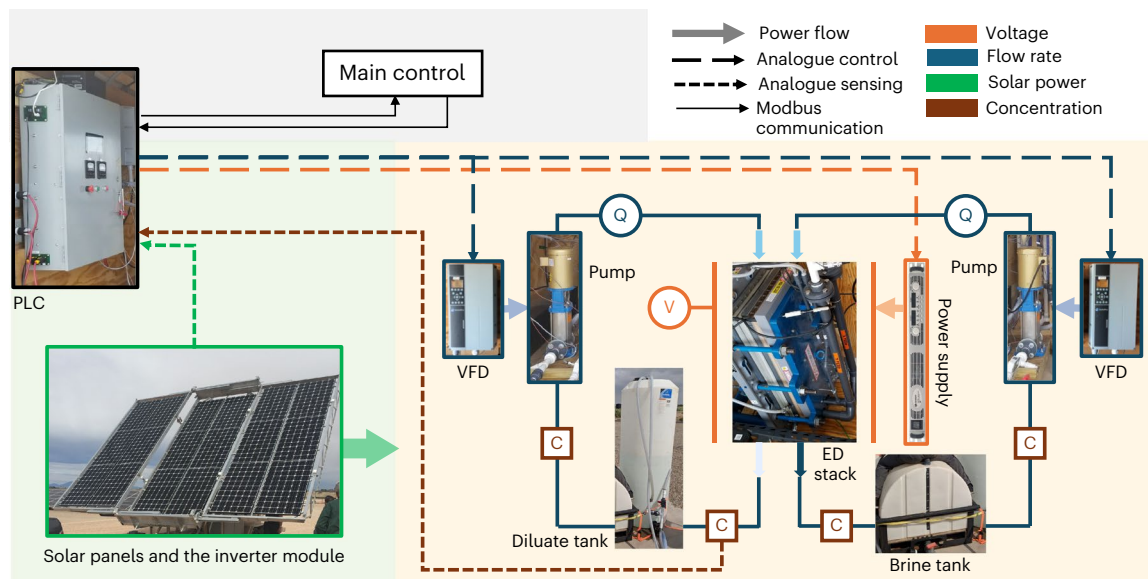 Main control
Power flow
Analogue control
Analogue sensing
Modbus
communication
Voltage
Flow rate
Solar power
Concentration
PLC
Q
Q
Pump
Pump
V
VFD
VFD
Power supply
C
C
ED
stack
C
C
Diluate tank
Brine tank
Solar panels and the inverter module